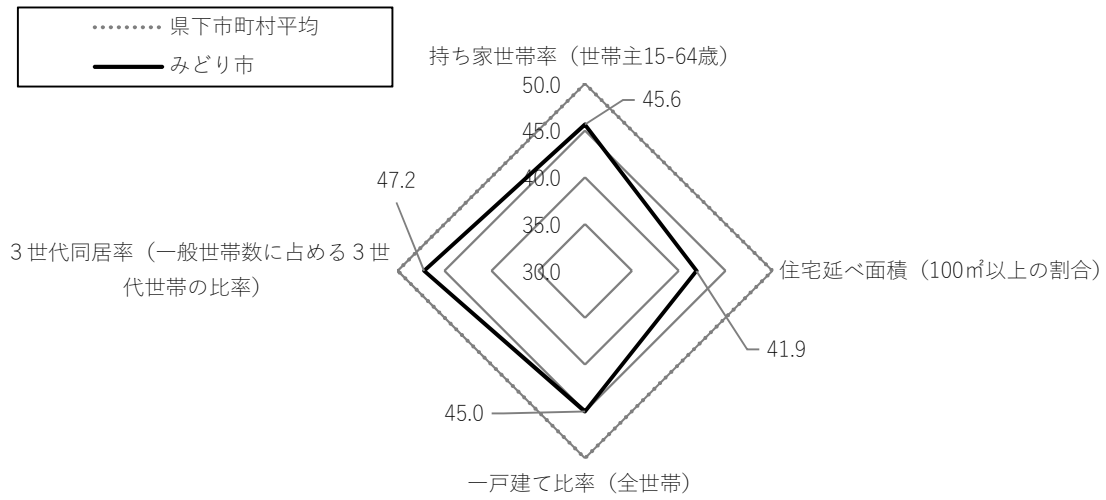 県下市町村平均
みどり市
持ち家世帯率（世帯主15-64歳）
50.0
45.6
45.0
40.0
47.2
35.0
３世代同居率（一般世帯数に占める３世
代世帯の比率）
30.0
住宅延べ面積（100㎡以上の割合）
41.9
45.0
一戸建て比率（全世帯）